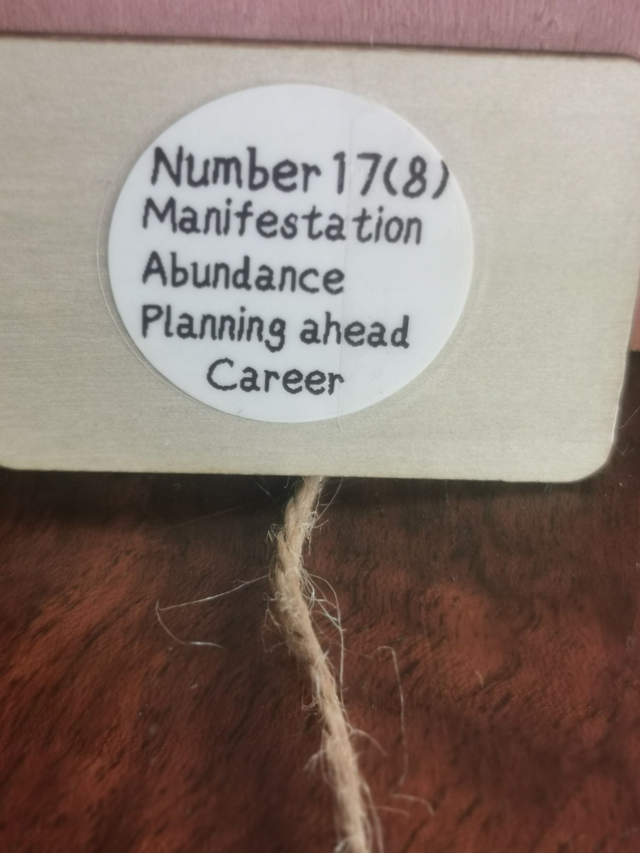 Number 17(8)
Manifestation
Abundance
Planning ahead
Career